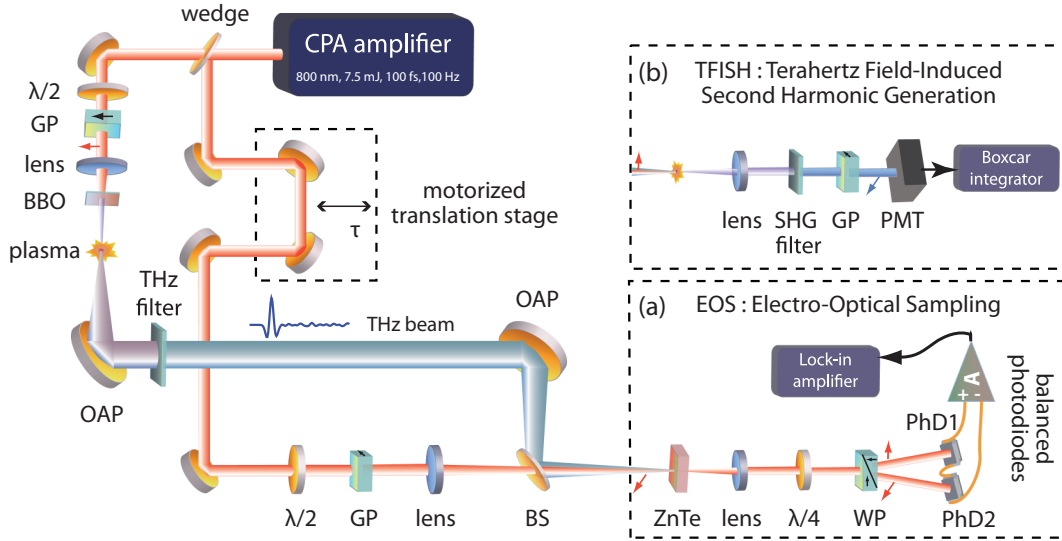 wedge
CPA amplifier
800 nm, 7.5 mJ, 100 fs,100 Hz
λ/2
GP
lens
BBO
plasma
THz
filter
OAP
motorized
translation stage
τ
THz beam
OAP
λ/2
GP
lens
BS
(b)
TFISH : Terahertz Field-Induced
Second Harmonic Generation
lens
SHG
filter
GP
PMT
Boxcar
integrator
(a)
EOS : Electro-Optical Sampling
Lock-in
amplifier
A
+
-
balanced
photodiodes
PhD1
PhD2
ZnTe
lens
λ/4
WP